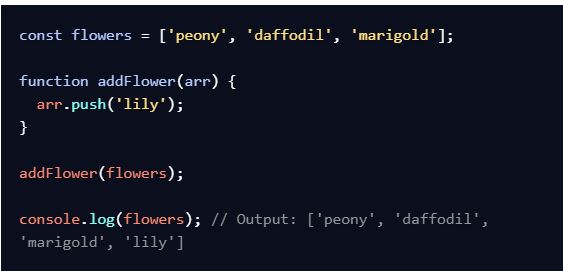 const flowers = ['peony', 'daffodil', 'marigold'];
function addFlower(arr) {
  arr.push('lily');
}
addFlower(flowers);
console.log(flowers); // Output: ['peony', 'daffodil',
'marigold', 'lily']